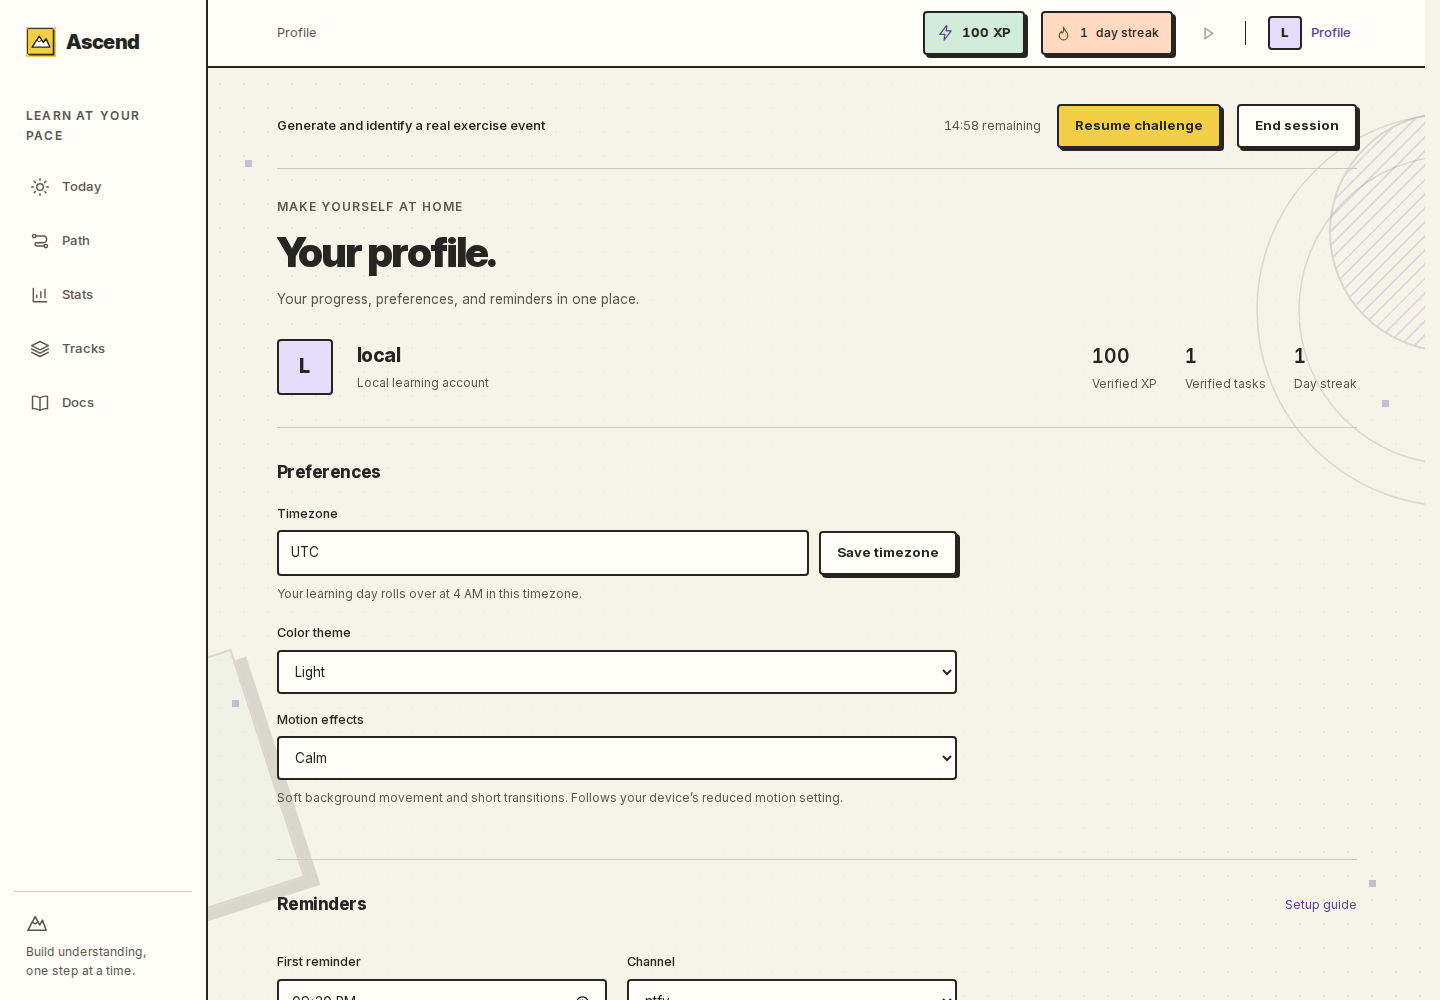 Ascend
LEARN AT YOUR
PACE
Today
Path
Stats
Tracks
Docs
Build understanding,
one step at a time.
Profile
100 XP
1 day streak
L
Profile
Generate and identify a real exercise event
14:58 remaining
Resume challenge
End session
MAKE YOURSELF AT HOME
Your profile.
Your progress, preferences, and reminders in one place.
L
local
Local learning account
100
Verified XP
1
Verified tasks
1
Day streak
Preferences
Timezone
UTC
Save timezone
Your learning day rolls over at 4 AM in this timezone.
Color theme
Light
Motion effects
Calm
Soft background movement and short transitions. Follows your device’s reduced motion setting.
Reminders
Setup guide
First reminder
Channel
ntfy